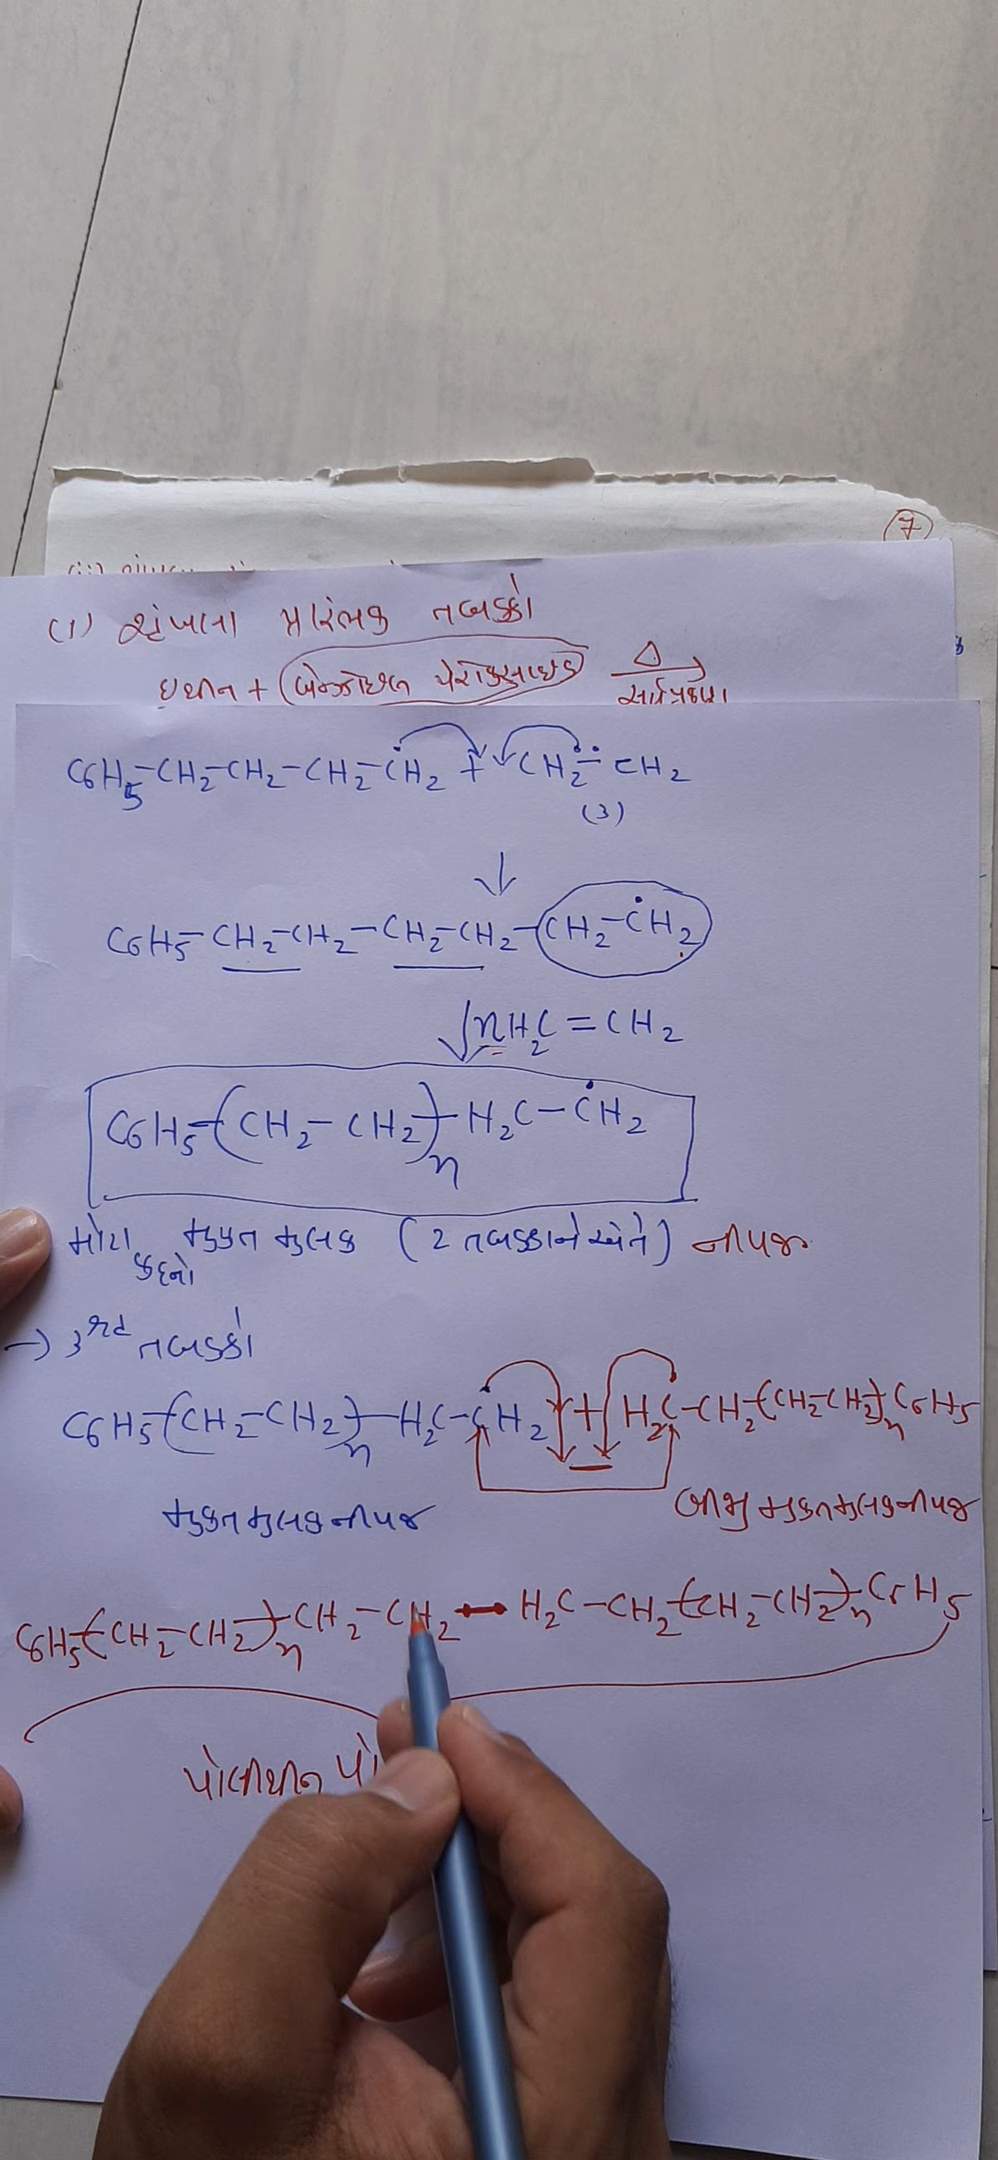 7
(1) શૃંખલા પ્રારંભક તબક્કો
ઇથીન + બેન્ઝોઇલ પેરોક્સાઇડ Δ
C6H5-CH2-CH2-CH2-ĊH2 + CH2∸CH2
(3)
↓
C6H5-CH2-CH2-CH2-CH2-CH2-ĊH2
↓nH2C=CH2
C6H5-(CH2-CH2)n-H2C-ĊH2
મોટા કદનો મુક્ત મુલક (2 તબક્કાને અંતે) નીપજ
→ 3rd તબક્કો
C6H5-(CH2-CH2)n-H2C-ĊH2 + H2Ċ-CH2-(CH2-CH2)n-C6H5
મુક્ત મુલક નીપજ બીજુ મુક્ત મુલક નીપજ
C6H5-(CH2-CH2)n-CH2-CH2-H2C-CH2-(CH2-CH2)n-C6H5
પોલીથીન પો